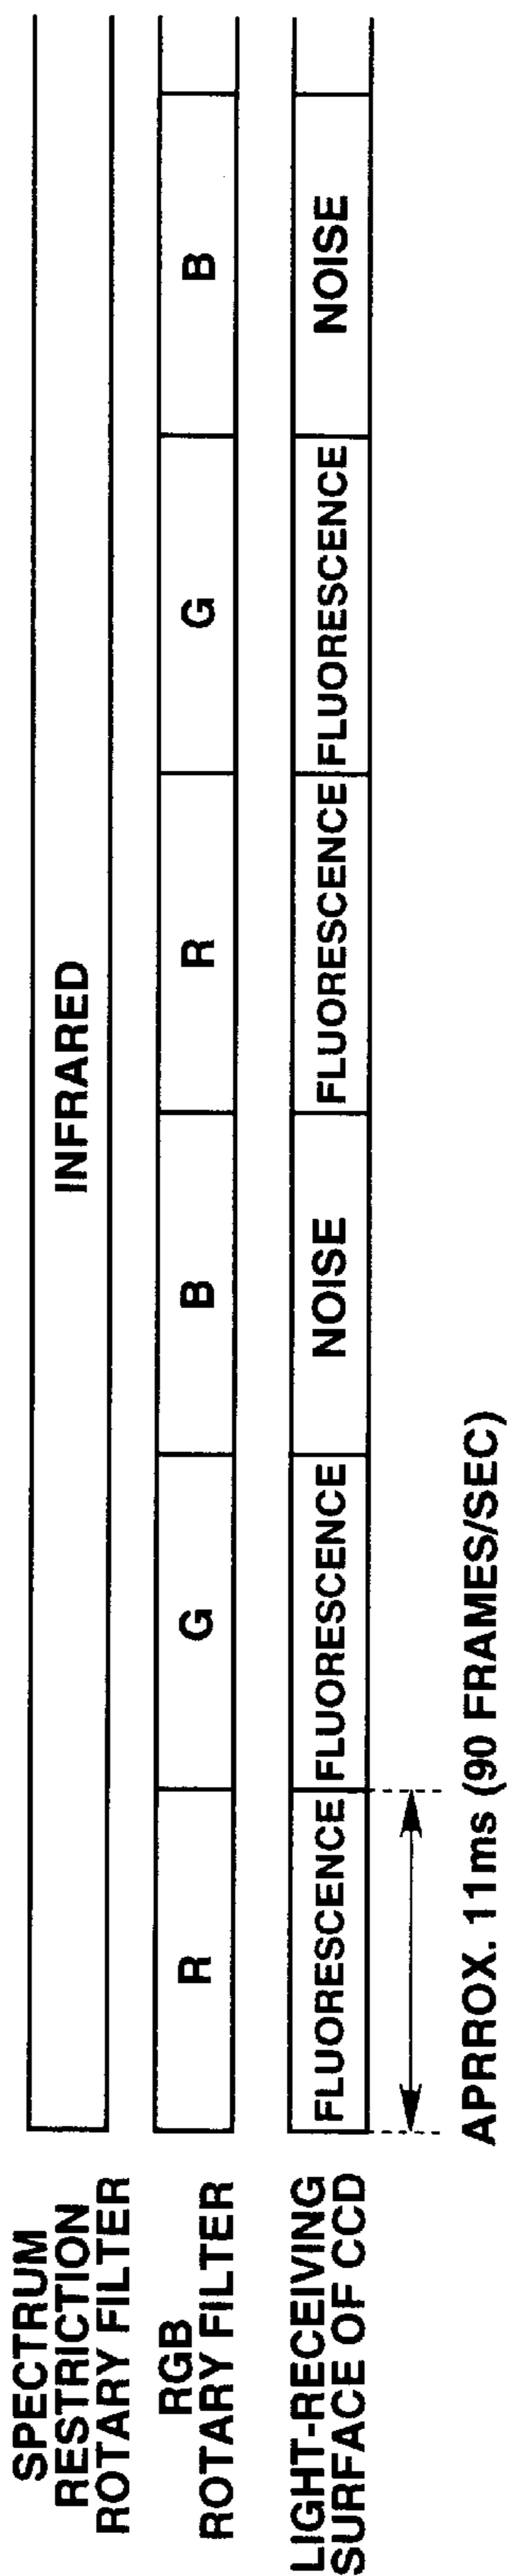 SPECTRUM
RESTRICTION
ROTARY FILTER
INFRARED
RGB
ROTARY FILTER
R
G
B
R
G
B
LIGHT-RECEIVING
SURFACE OF CCD
FLUORESCENCE
FLUORESCENCE
NOISE
FLUORESCENCE
FLUORESCENCE
NOISE
APRROX. 11ms (90 FRAMES/SEC)